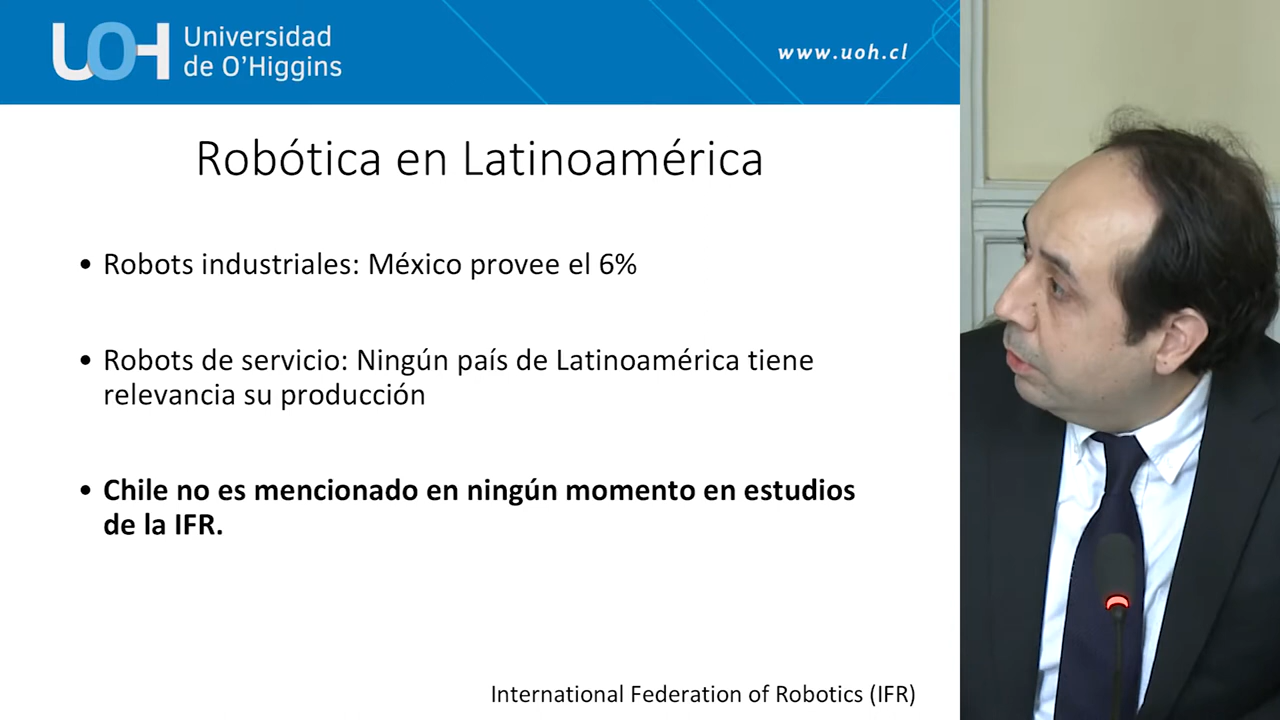 UOH Universidad
de O'Higgins
www.uoh.cl
Robótica en Latinoamérica
• Robots industriales: México provee el 6%
• Robots de servicio: Ningún país de Latinoamérica tiene
relevancia su producción
• Chile no es mencionado en ningún momento en estudios
de la IFR.
International Federation of Robotics (IFR)